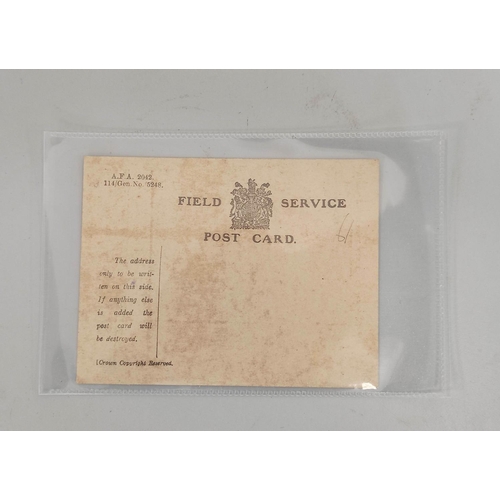 A.F.A. 2042.
114/Gen No. 5248.
FIELD SERVICE
POST CARD.
The address
only to be writ-
ten on this side.
If anything else
is added the
post card will
be destroyed.
[Crown Copyright Reserved.